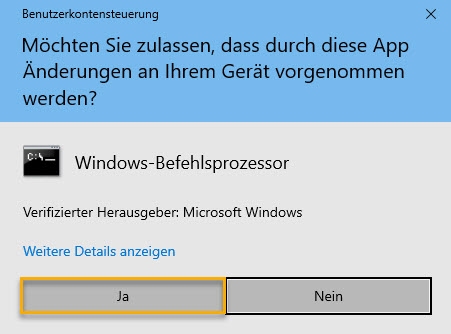 Benutzerkontensteuerung
Möchten Sie zulassen, dass durch diese App
Änderungen an Ihrem Gerät vorgenommen
werden?
C:\_
Windows-Befehlsprozessor
Verifizierter Herausgeber: Microsoft Windows
Weitere Details anzeigen
Ja
Nein